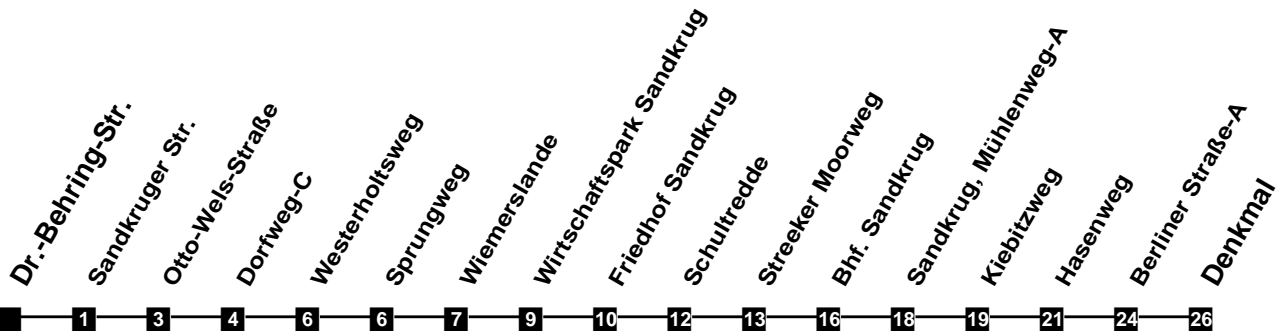 Dr.-Behring-Str.
Sandkruger Str.
Otto-Wels-Straße
Dorfweg-C
Westerholtsweg
Sprungweg
Wiemerslande
Wirtschaftspark Sandkrug
Friedhof Sandkrug
Schultredde
Streeker Moorweg
Bhf. Sandkrug
Sandkrug, Mühlenweg-A
Kiebitzweg
Hasenweg
Berliner Straße-A
Denkmal
1 3 4 6 6 7 9 10 12 13 16 18 19 21 24 26